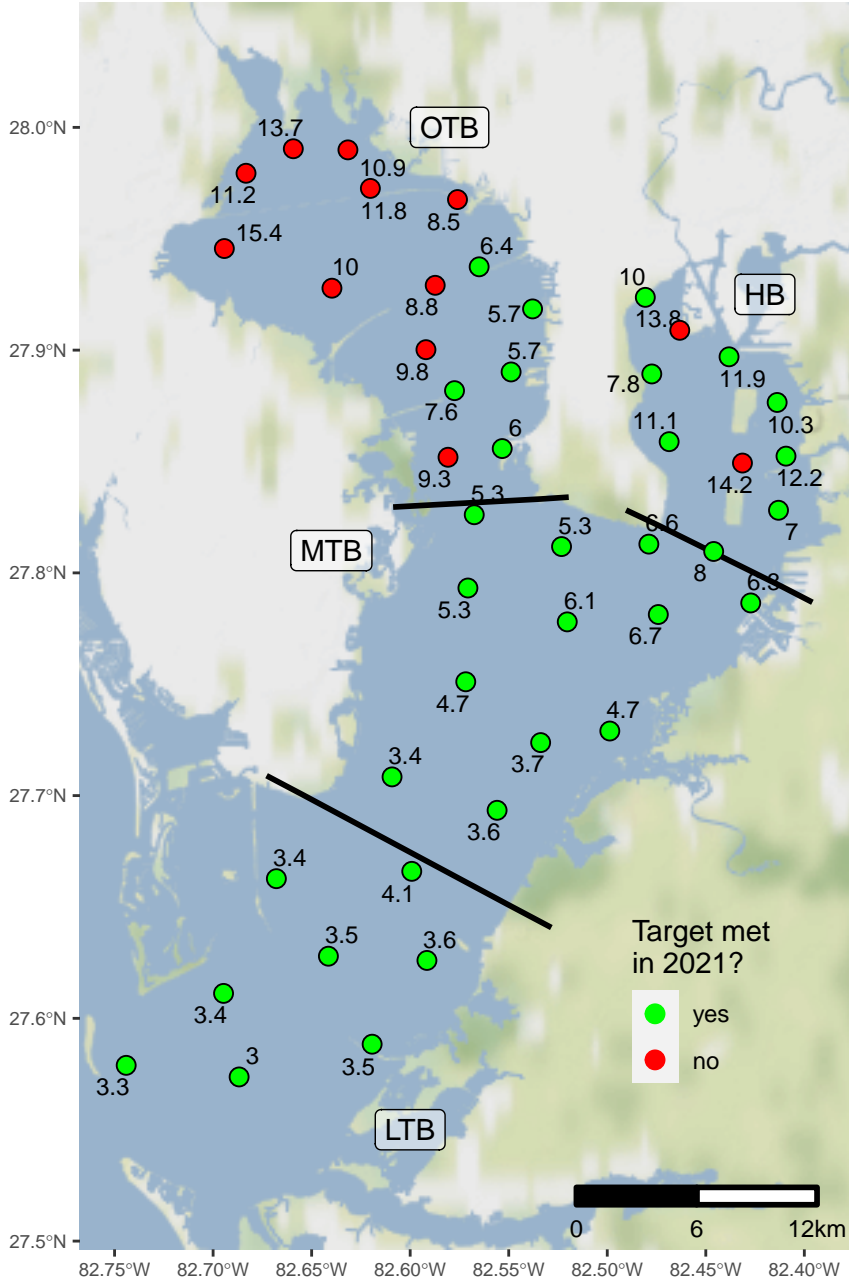 28.0°N
27.9°N
27.8°N
27.7°N
27.6°N
27.5°N
OTB
13.7
10.9
11.2
11.8
8.5
15.4
6.4
10
8.8
5.7
10
HB
13.8
9.8
5.7
7.8
11.9
7.6
10.3
6
11.1
9.3
14.2
12.2
5.3
7
MTB
5.3
6.6
8
6.3
5.3
6.1
6.7
4.7
4.7
3.4
3.7
3.6
3.4
4.1
3.5
3.6
3.4
3.3
3
3.5
LTB
Target met
in 2021?
yes
no
0 6 12km
82.75°W 82.70°W 82.65°W 82.60°W 82.55°W 82.50°W 82.45°W 82.40°W